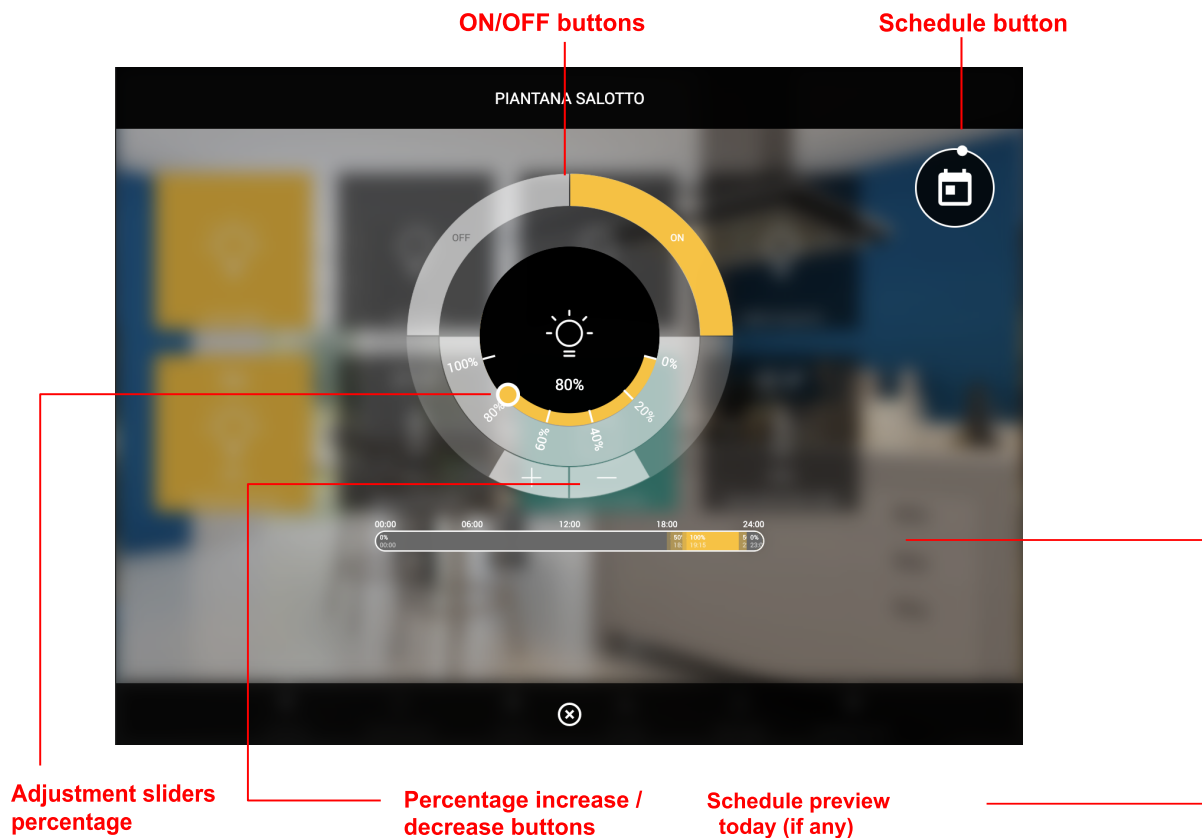 ON/OFF buttons
Schedule button
PIANTANA SALOTTO
OFF
ON
100%
0%
80%
80%
20%
60%
40%
00:00
06:00
12:00
18:00
24:00
0%
100%
0%
00:00
19:15
Adjustment sliders
percentage
Percentage increase /
decrease buttons
Schedule preview
today (if any)